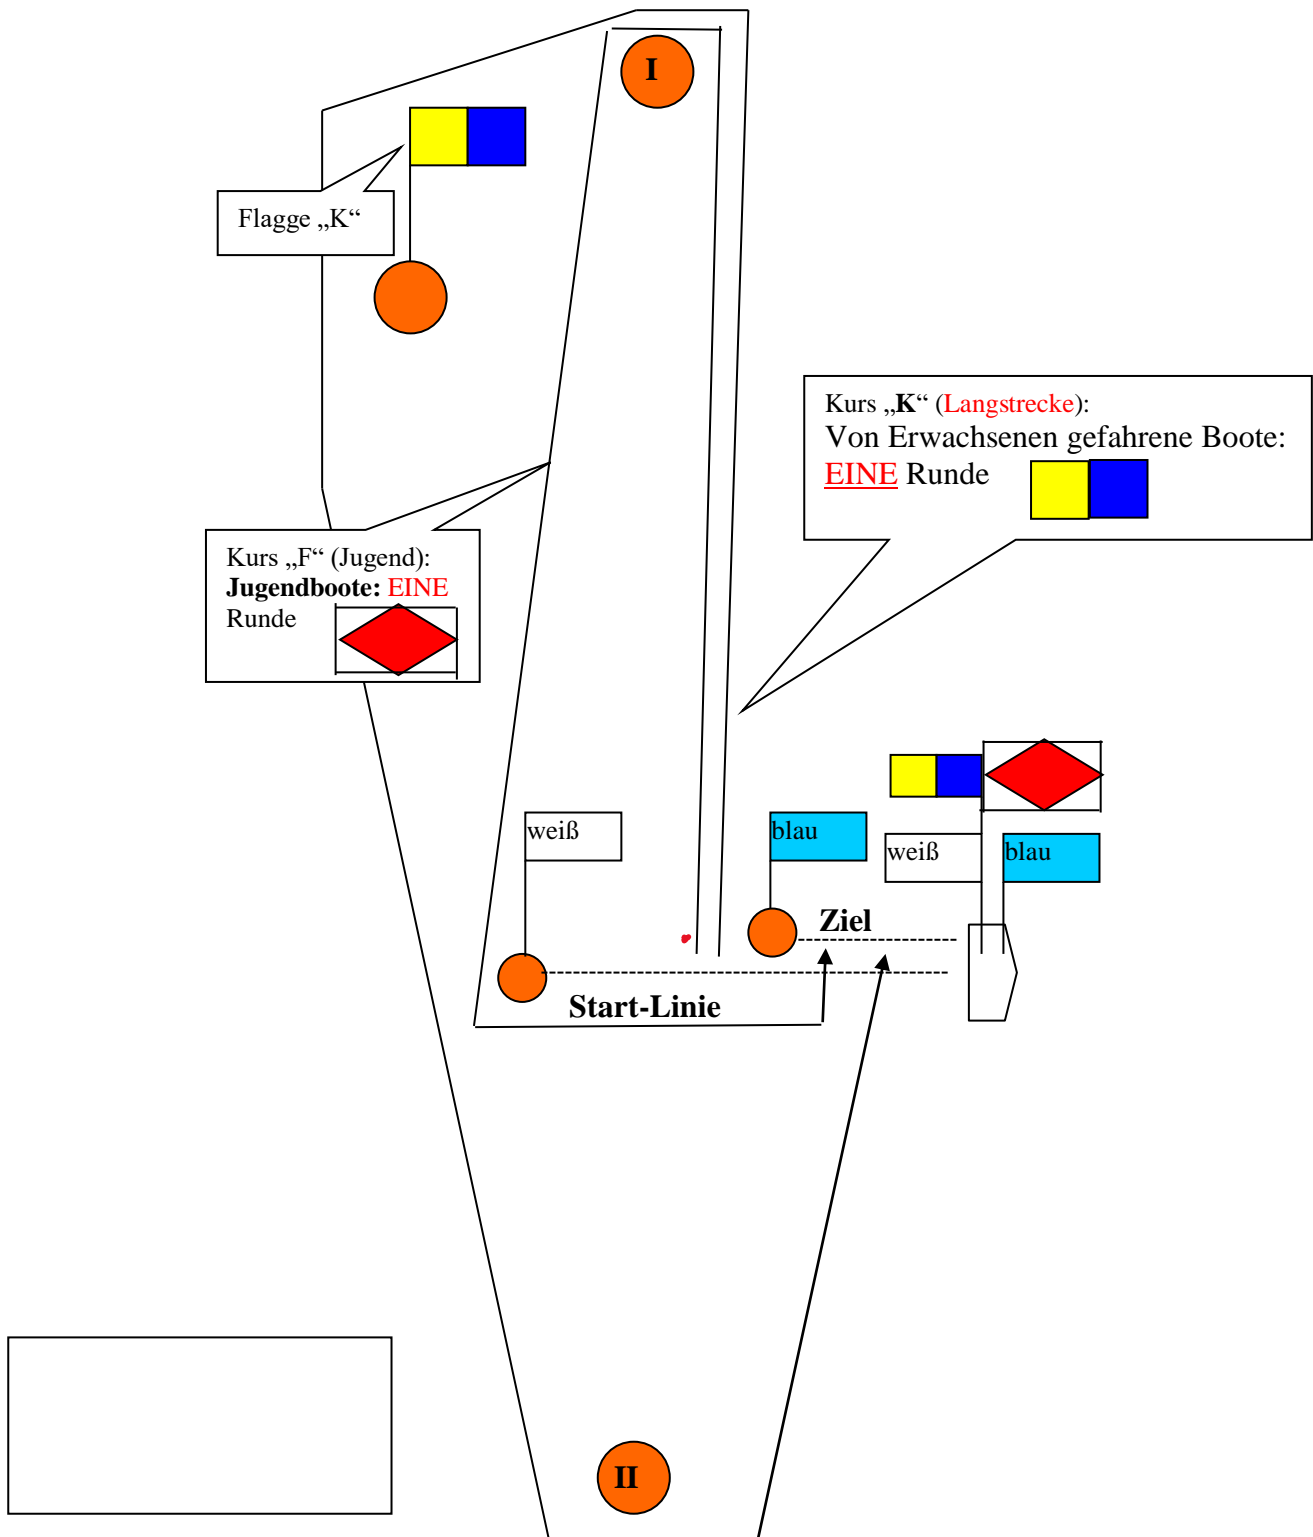 I
Flagge „K“
Kurs „K“ (Langstrecke):
Von Erwachsenen gefahrene Boote:
EINE Runde
Kurs „F“ (Jugend):
Jugendboote: EINE
Runde
weiß
blau
weiß
blau
Ziel
Start-Linie
II